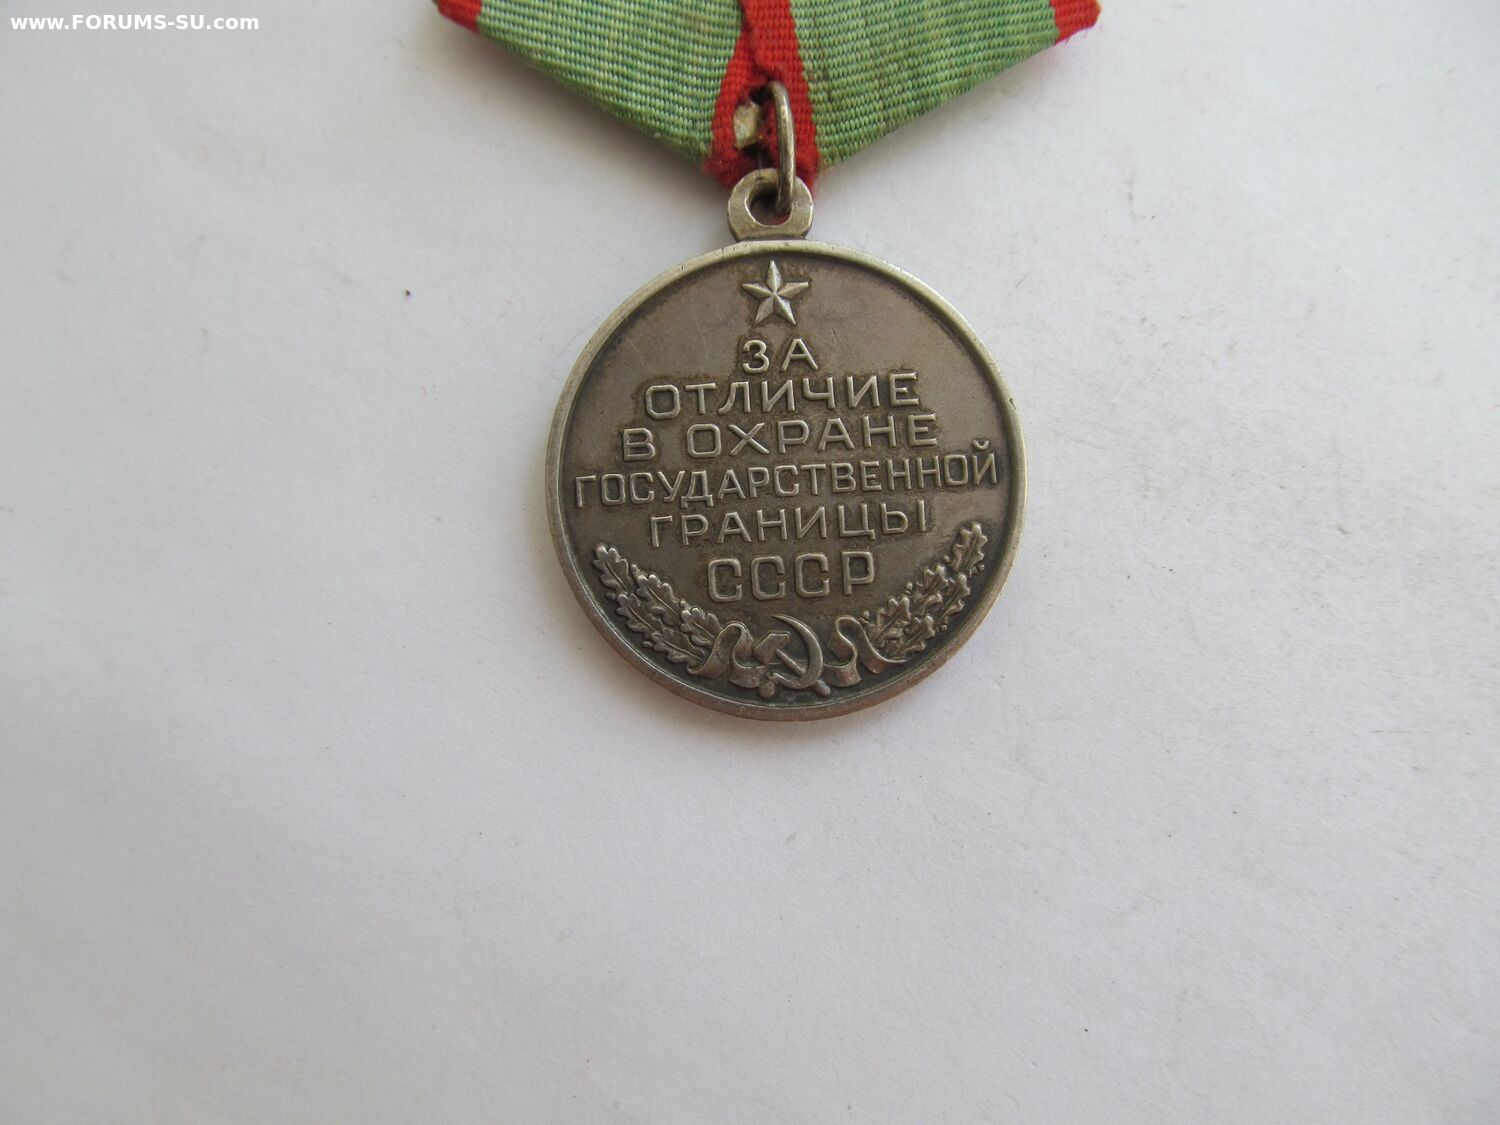 www.FORUMS-SU.com
ЗА
ОТЛИЧИЕ
В ОХРАНЕ
ГОСУДАРСТВЕННОЙ
ГРАНИЦЫ
СССР